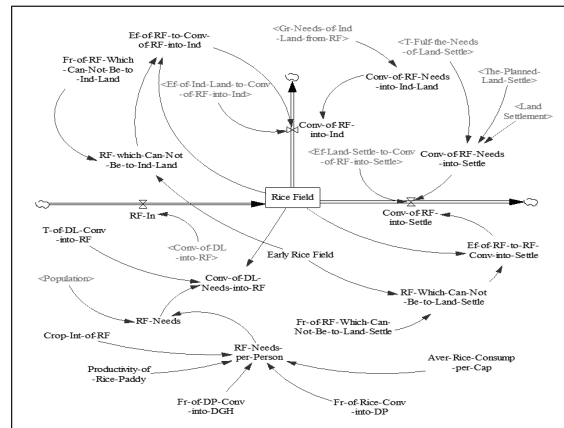 Ef-of-RF-to-Conv
-of-RF-into-Ind
<Gr-Needs-of-Ind
-Land-from-RF>
<T-Fulf-the-Needs
-of-Land-Settle>
Fr-of-RF-Which
-Can-Not-Be-to-
Ind-Land
<Ef-of-Ind-Land-to-Conv
-of-RF-into-Ind>
Conv-of-RF-Needs
-into-Ind-Land
<The-Planned-
Land-Settle>
<Land
Settlement>
Conv-of-RF-
into-Ind
RF-which-Can-Not
-Be-to-Ind-Land
<Ef-Land-Settle-to-Conv
-of-RF-into-Settle>
Conv-of-RF-Needs
-into-Settle
Rice Field
RF-In
Conv-of-RF-
into-Settle
T-of-DL-Conv
-into-RF
<Conv-of-DL
-into-RF>
Early Rice Field
Ef-of-RF-to-RF-
Conv-into-Settle
<Population>
Conv-of-DL-
Needs-into-RF
RF-Which-Can-Not
-Be-to-Land-Settle
RF-Needs
Fr-of-RF-Which-Can-
Not-Be-to-Land-Settle
Crop-Int-of-RF
RF-Needs-
per-Person
Productivity-of
-Rice-Paddy
Aver-Rice-Consump
-per-Cap
Fr-of-DP-Conv
-into-DGH
Fr-of-Rice-Conv
-into-DP